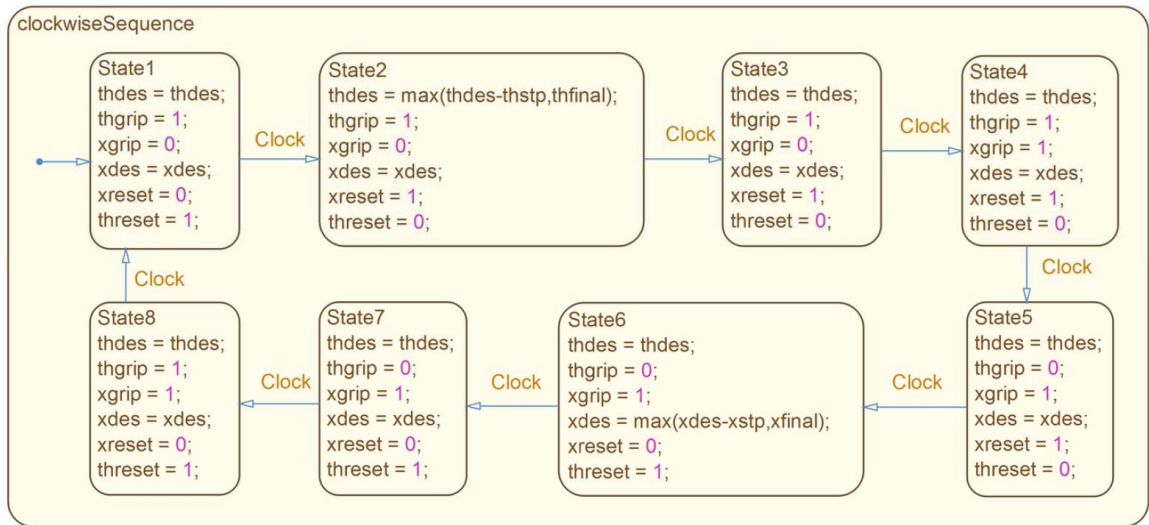 clockwiseSequence
State1
thdes = thdes;
thgrip = 1;
xgrip = 0;
xdes = xdes;
xreset = 0;
threset = 1;
Clock
State2
thdes = max(thdes-thstp,thfinal);
thgrip = 1;
xgrip = 0;
xdes = xdes;
xreset = 1;
threset = 0;
Clock
State3
thdes = thdes;
thgrip = 1;
xgrip = 0;
xdes = xdes;
xreset = 1;
threset = 0;
Clock
State4
thdes = thdes;
thgrip = 1;
xgrip = 1;
xdes = xdes;
xreset = 1;
threset = 0;
Clock
State5
thdes = thdes;
thgrip = 0;
xgrip = 1;
xdes = xdes;
xreset = 1;
threset = 0;
Clock
State6
thdes = thdes;
thgrip = 0;
xgrip = 1;
xdes = max(xdes-xstp,xfinal);
xreset = 0;
threset = 1;
Clock
State7
thdes = thdes;
thgrip = 0;
xgrip = 1;
xdes = xdes;
xreset = 0;
threset = 1;
Clock
State8
thdes = thdes;
thgrip = 1;
xgrip = 1;
xdes = xdes;
xreset = 0;
threset = 1;
Clock